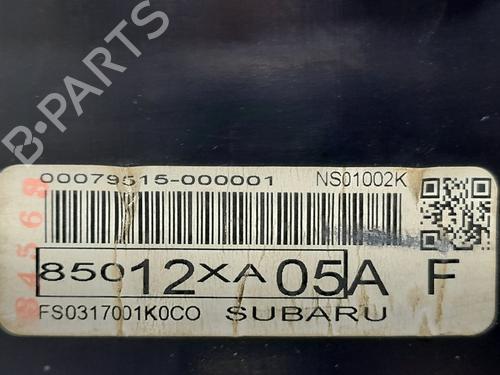 B-PARTS
00079515-000001 NS01002K
85012XA05A F
FS0317001K0CO SUBARU